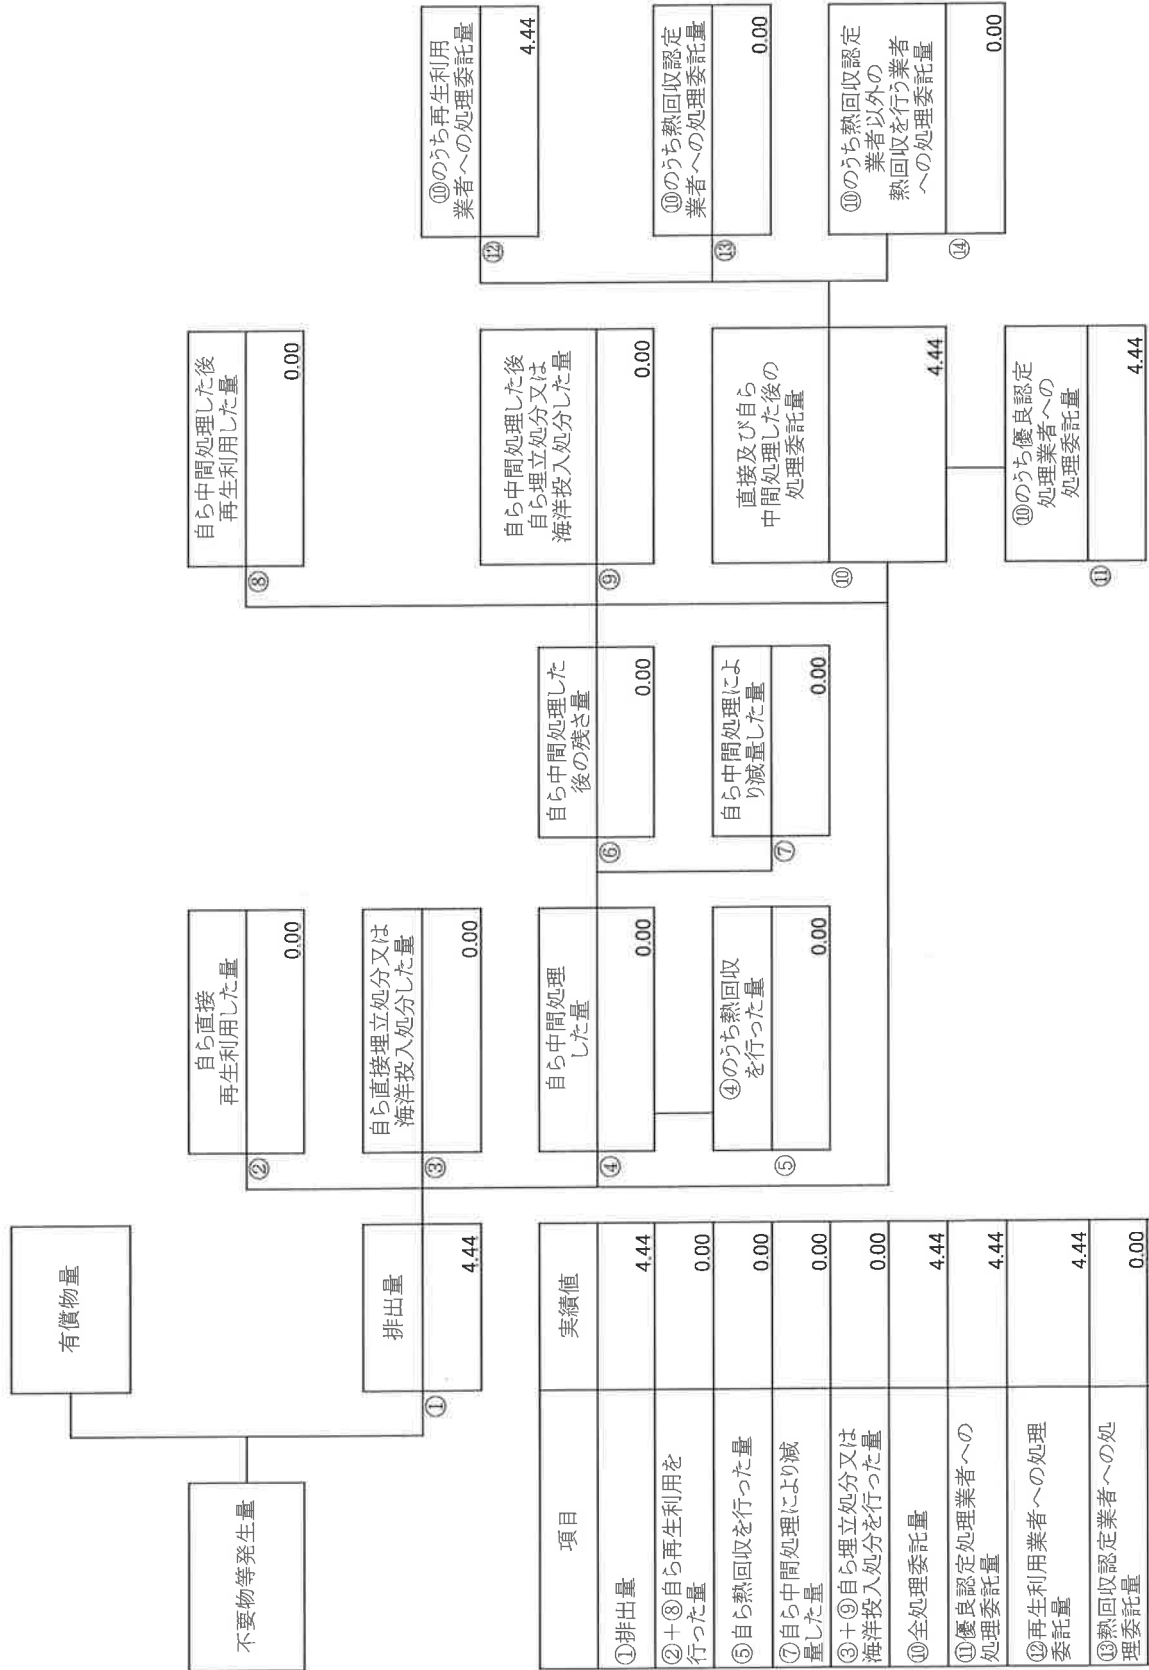 有償物量
不要物等発生量
排出量
①
4.44
自ら直接
再生利用した量
②
0.00
自ら直接埋立処分又は
海洋投入処分した量
③
0.00
自ら中間処理
した量
④
0.00
④のうち熱回収
を行った量
⑤
0.00
自ら中間処理した
後の残さ量
⑥
0.00
自ら中間処理によ
り減量した量
⑦
0.00
自ら中間処理した後
再生利用した量
⑧
0.00
自ら中間処理した後
自ら埋立処分又は
海洋投入処分した量
⑨
0.00
直接及び自ら
中間処理した後の
処理委託量
⑩
4.44
⑩のうち優良認定
処理業者への
処理委託量
⑪
4.44
⑩のうち再生利用
業者への処理委託量
⑫
4.44
⑩のうち熱回収認定
業者への処理委託量
⑬
0.00
⑩のうち熱回収認定
業者以外の
熱回収を行う業者
への処理委託量
⑭
0.00
項目 実績値
①排出量 4.44
②+⑧自ら再生利用を
行った量 0.00
⑤自ら熱回収を行った量 0.00
⑦自ら中間処理により減
量した量 0.00
③+⑨自ら埋立処分又は
海洋投入処分を行った量 0.00
⑩全処理委託量 4.44
⑪優良認定処理業者への
処理委託量 4.44
⑫再生利用業者への処理
委託量 4.44
⑬熱回収認定業者への処
理委託量 0.00